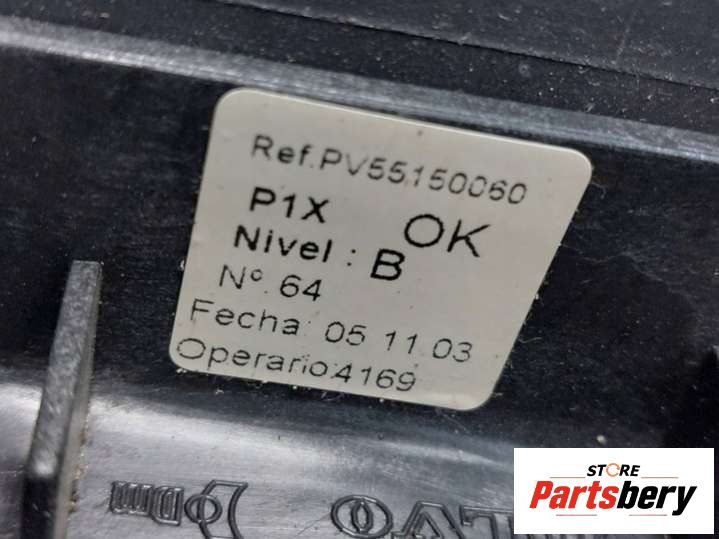 Ref.PV55150060
P1X OK
Nivel : B
Nº 64
Fecha: 05 11 03
Operario:4169
STORE
Partsbery